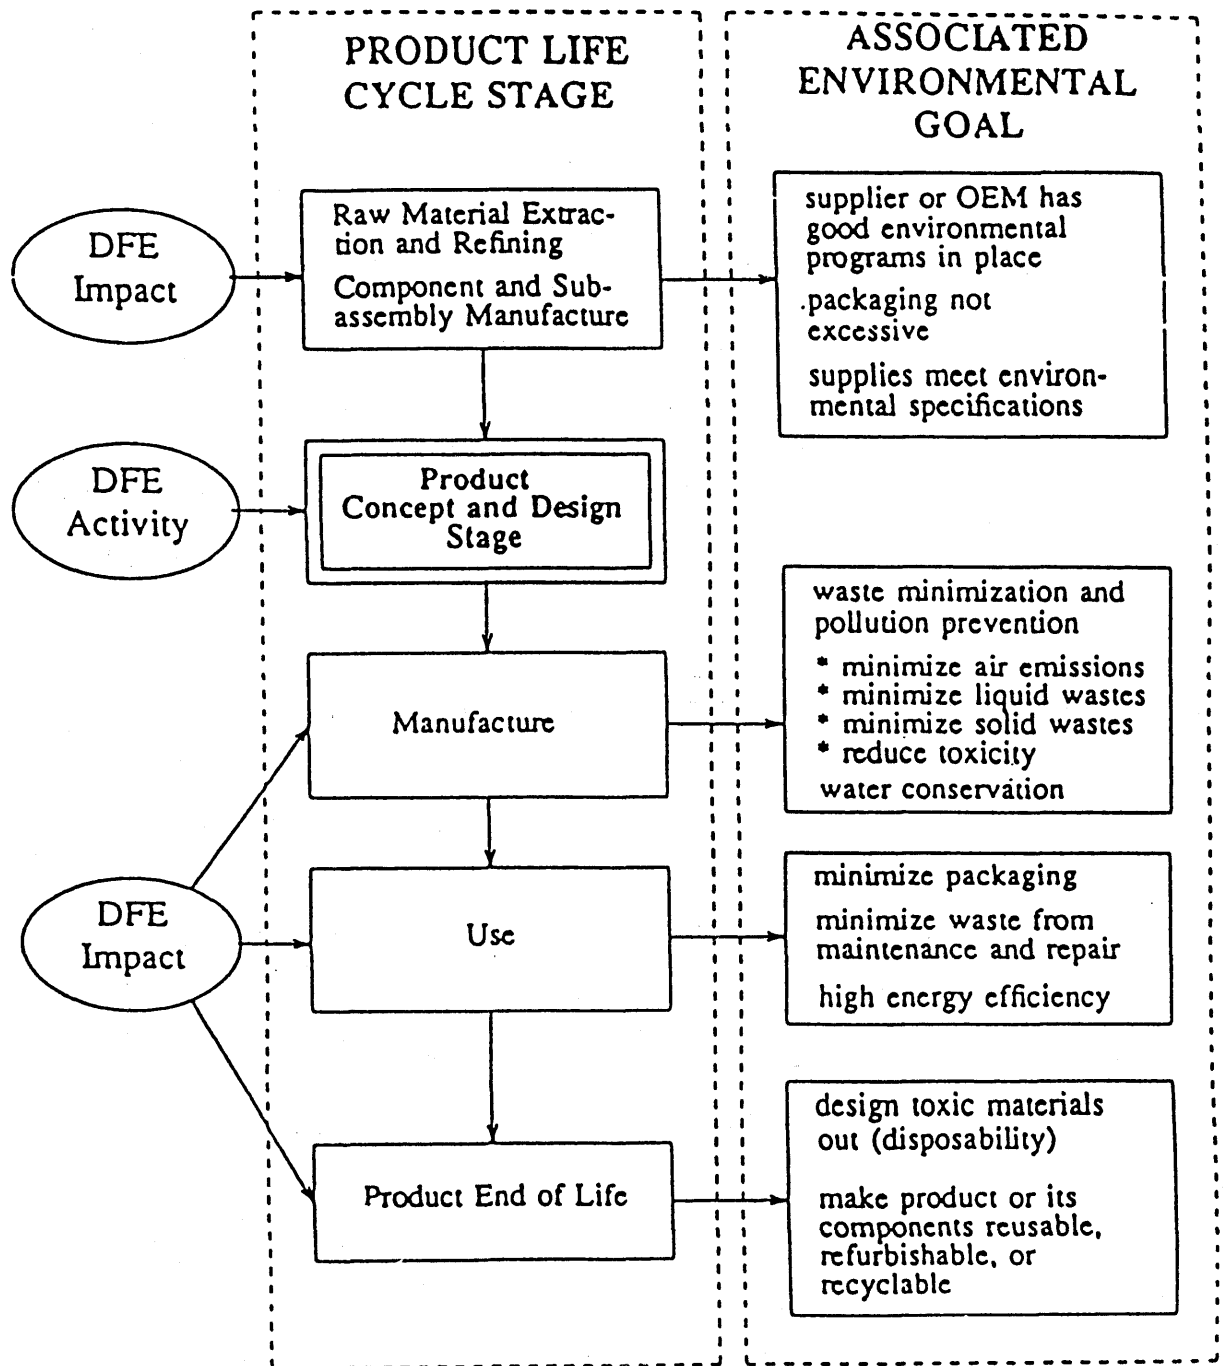 PRODUCT LIFE
CYCLE STAGE
ASSOCIATED
ENVIRONMENTAL
GOAL
DFE
Impact
Raw Material Extrac-
tion and Refining
Component and Sub-
assembly Manufacture
supplier or OEM has
good environmental
programs in place
.packaging not
excessive
supplies meet environ-
mental specifications
DFE
Activity
Product
Concept and Design
Stage
Manufacture
waste minimization and
pollution prevention
* minimize air emissions
* minimize liquid wastes
* minimize solid wastes
* reduce toxicity
water conservation
DFE
Impact
Use
minimize packaging
minimize waste from
maintenance and repair
high energy efficiency
Product End of Life
design toxic materials
out (disposability)
make product or its
components reusable,
refurbishable, or
recyclable